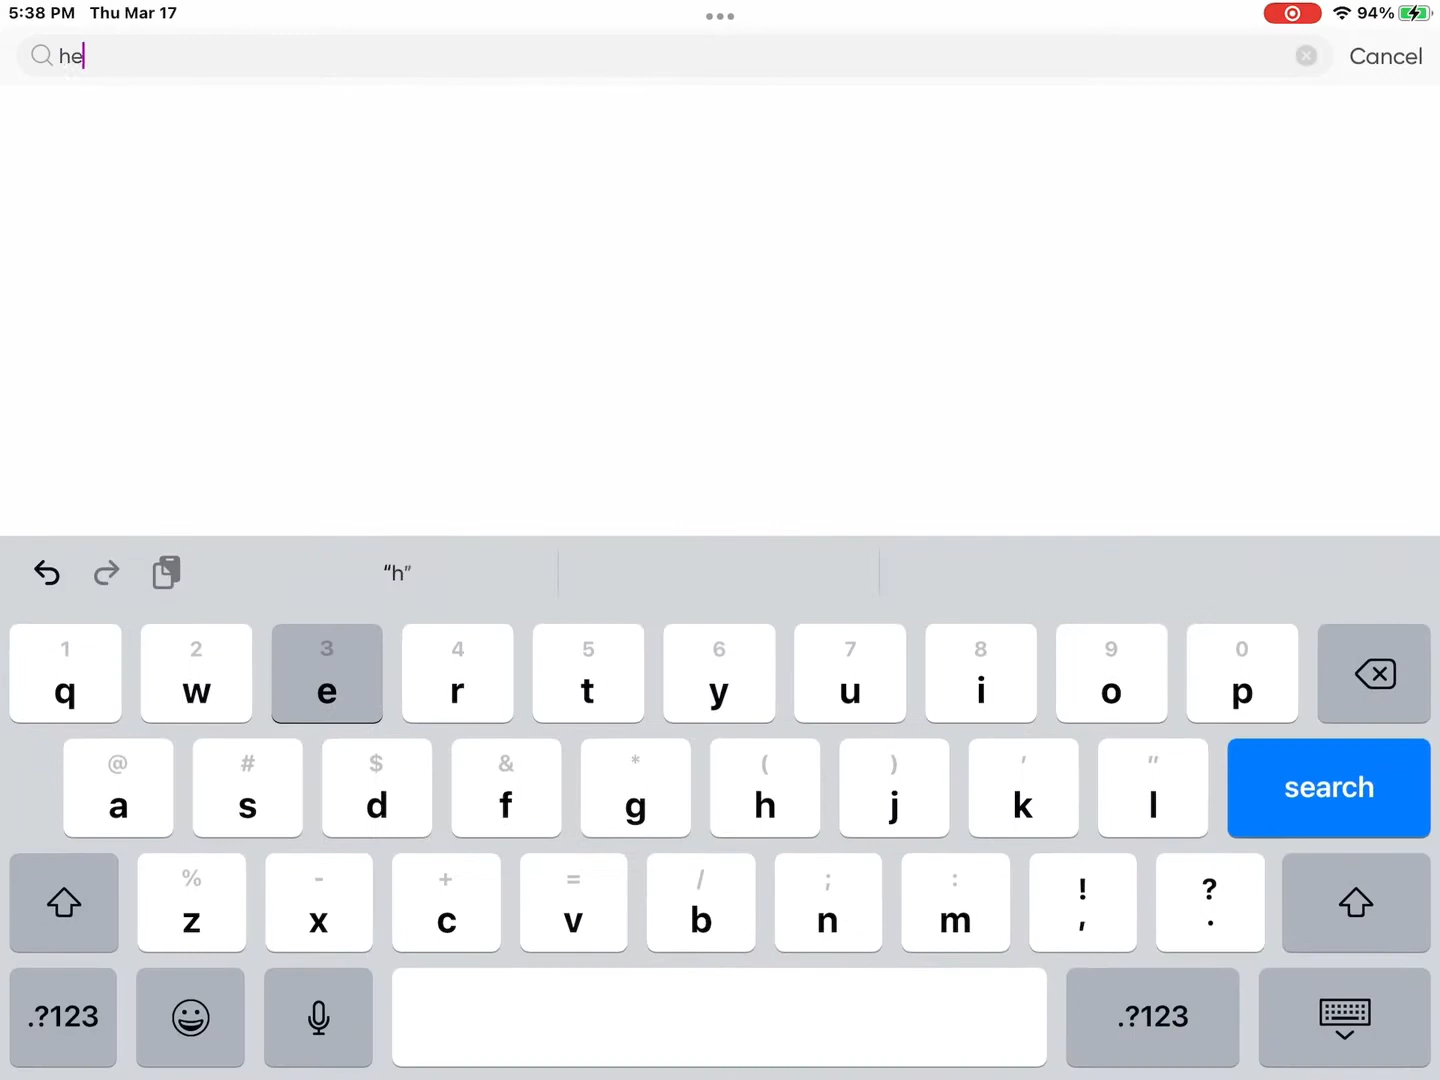 5:38 PM Thu Mar 17
94%
he
Cancel
“h”
1 2 3 4 5 6 7 8 9 0
q w e r t y u i o p
@ # $ & * ( ) ' "
a s d f g h j k l
search
% - + = / ; : ! ?
z x c v b n m , .
.?123
.?123